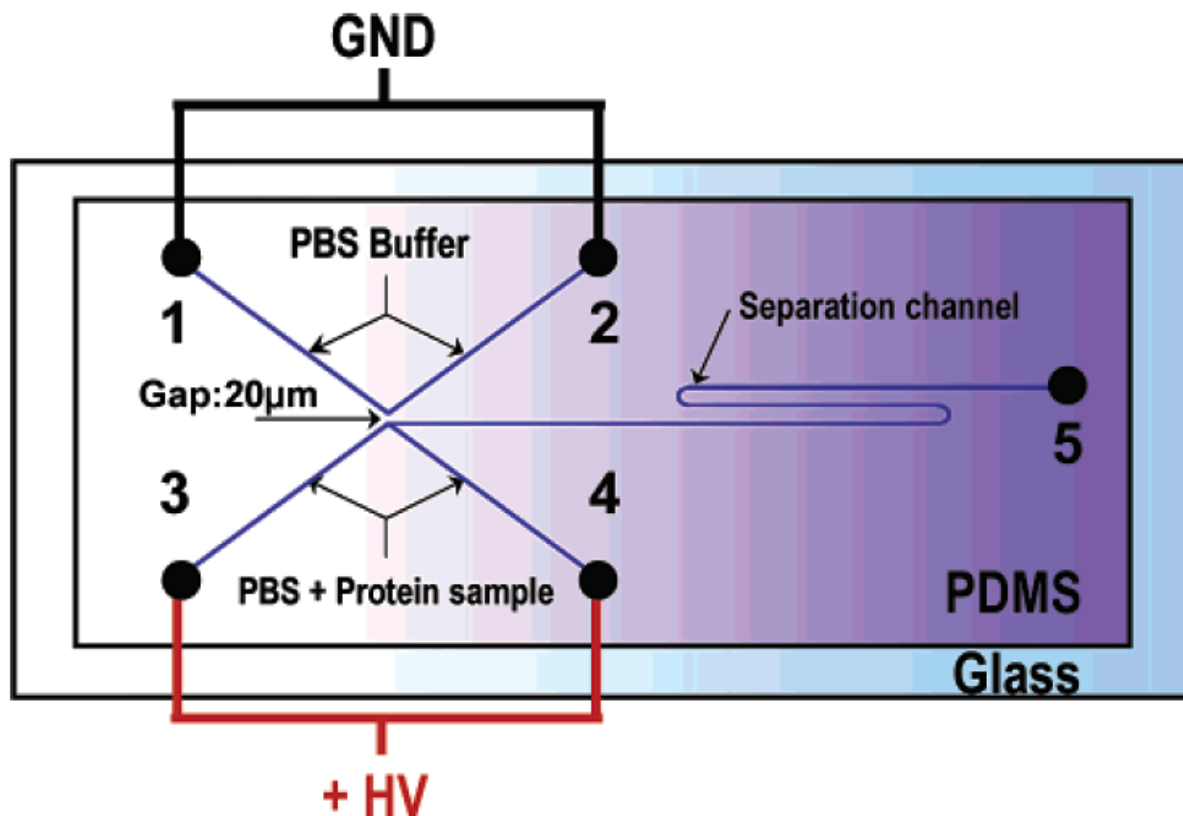 GND
PBS Buffer
1
2
Separation channel
Gap:20µm
5
3
4
PBS + Protein sample
PDMS
Glass
+ HV